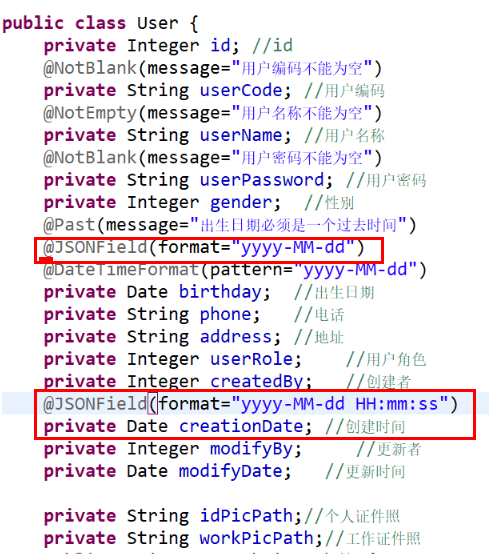 public class User {
private Integer id; //id
@NotBlank(message="用户编码不能为空")
private String userCode; //用户编码
@NotEmpty(message="用户名称不能为空")
private String userName; //用户名称
@NotBlank(message="用户密码不能为空")
private String userPassword; //用户密码
private Integer gender; //性别
@Past(message="出生日期必须是一个过去时间")
@JSONField(format="yyyy-MM-dd")
@DateTimeFormat(pattern="yyyy-MM-dd")
private Date birthday; //出生日期
private String phone; //电话
private String address; //地址
private Integer userRole; //用户角色
private Integer createdBy; //创建者
@JSONField(format="yyyy-MM-dd HH:mm:ss")
private Date creationDate; //创建时间
private Integer modifyBy; //更新者
private Date modifyDate; //更新时间
private String idPicPath;//个人证件照
private String workPicPath;//工作证件照